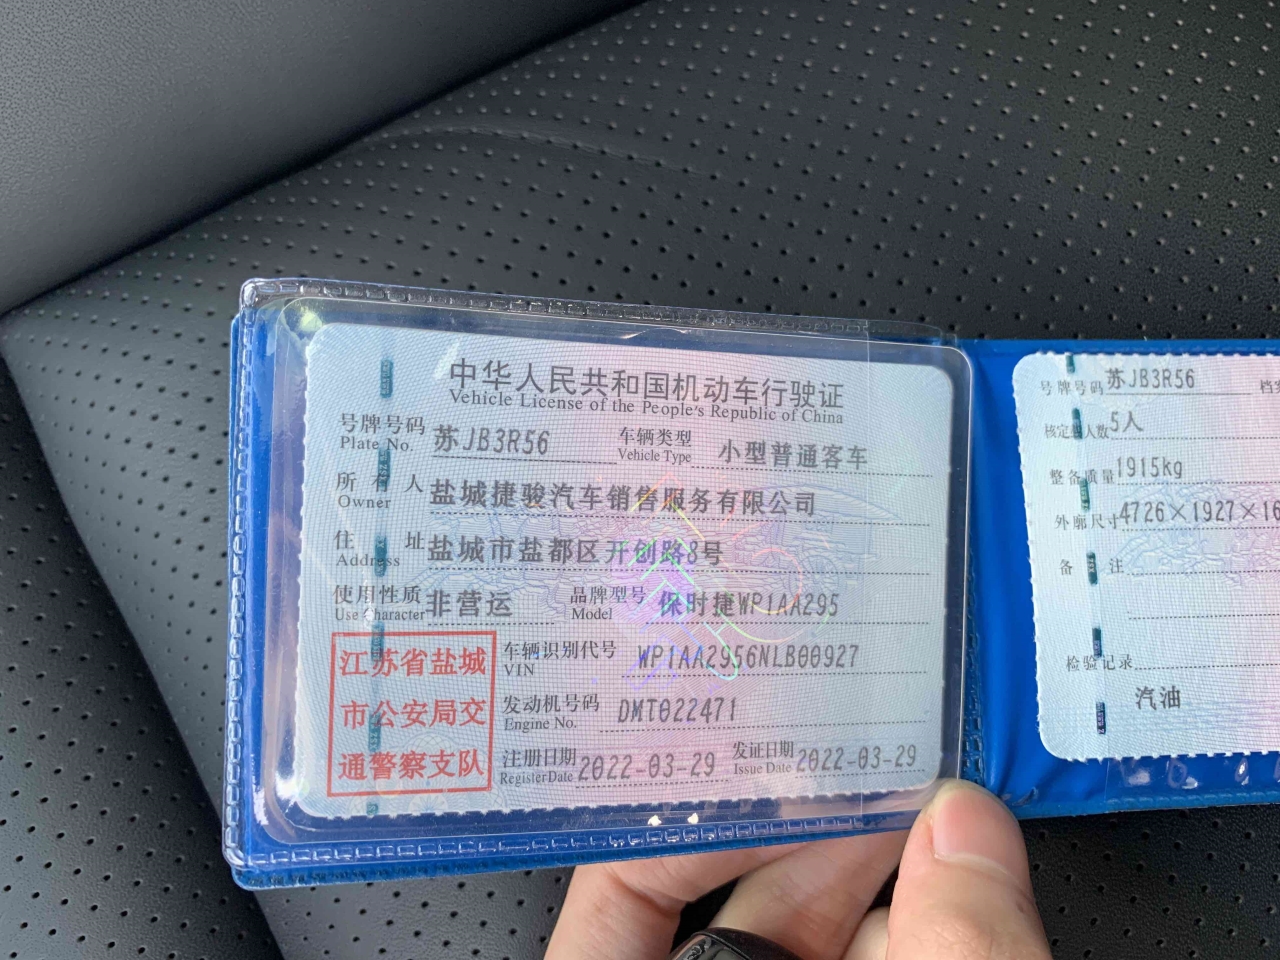 中华人民共和国机动车行驶证
Vehicle License of the People's Republic of China
号牌号码 苏JB3R56 车辆类型 小型普通客车
Plate No. Vehicle Type
所有人 盐城捷骏汽车销售服务有限公司
Owner
住址 盐城市盐都区开创路8号
Address
使用性质 非营运 品牌型号 保时捷WP1AA295
Use Character Model
江苏省盐城
市公安局交
通警察支队
车辆识别代号 WP1AA2956NLB00927
VIN
发动机号码 DMT022471
Engine No.
注册日期 2022-03-29 发证日期 2022-03-29
Register Date Issue Date
号牌号码 苏JB3R56 档
核定载人数 5人
整备质量 1915kg
外廓尺寸 4726×1927×16
备注
检验记录
汽油